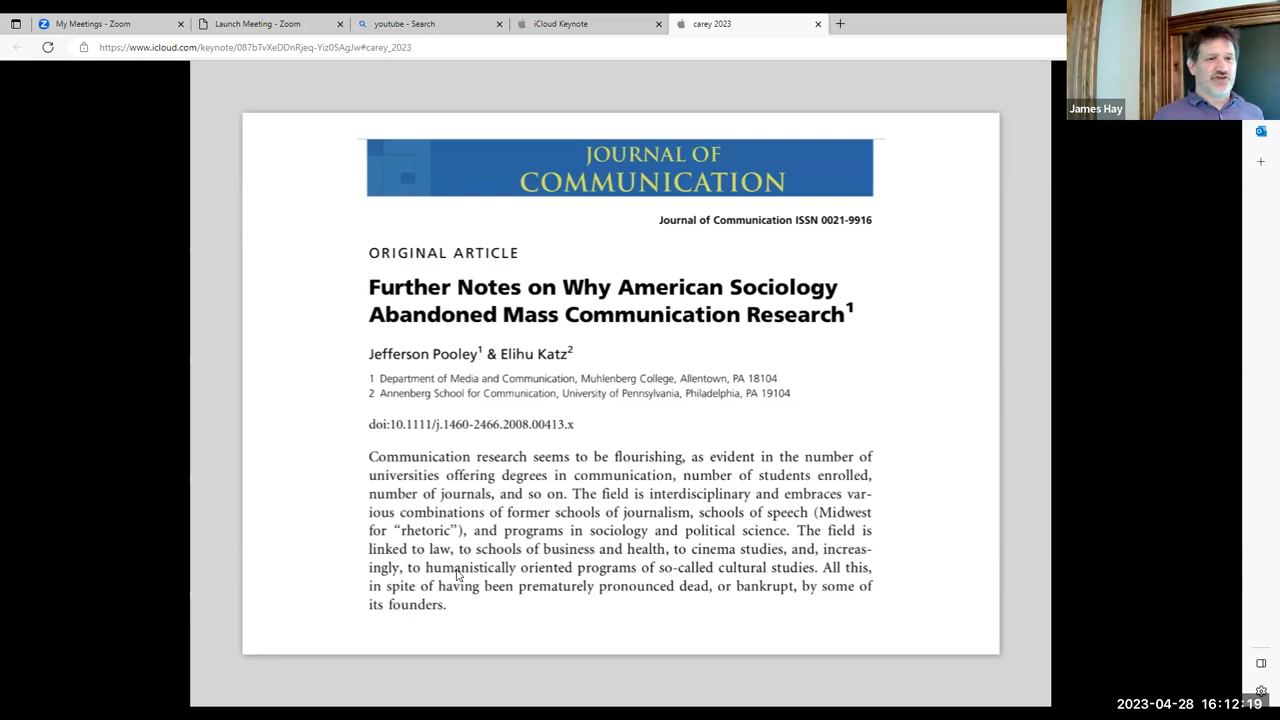 My Meetings - Zoom
Launch Meeting - Zoom
youtube - Search
iCloud Keynote
carey 2023
https://www.icloud.com/keynote/087bTvXeDDnRjeq-Yiz05AgJw#carey_2023
James Hay
JOURNAL OF
COMMUNICATION
Journal of Communication ISSN 0021-9916
ORIGINAL ARTICLE
Further Notes on Why American Sociology
Abandoned Mass Communication Research1
Jefferson Pooley1 & Elihu Katz2
1 Department of Media and Communication, Muhlenberg College, Allentown, PA 18104
2 Annenberg School for Communication, University of Pennsylvania, Philadelphia, PA 19104
doi:10.1111/j.1460-2466.2008.00413.x
Communication research seems to be flourishing, as evident in the number of
universities offering degrees in communication, number of students enrolled,
number of journals, and so on. The field is interdisciplinary and embraces var-
ious combinations of former schools of journalism, schools of speech (Midwest
for “rhetoric”), and programs in sociology and political science. The field is
linked to law, to schools of business and health, to cinema studies, and, increas-
ingly, to humanistically oriented programs of so-called cultural studies. All this,
in spite of having been prematurely pronounced dead, or bankrupt, by some of
its founders.
2023-04-28 16:12:19